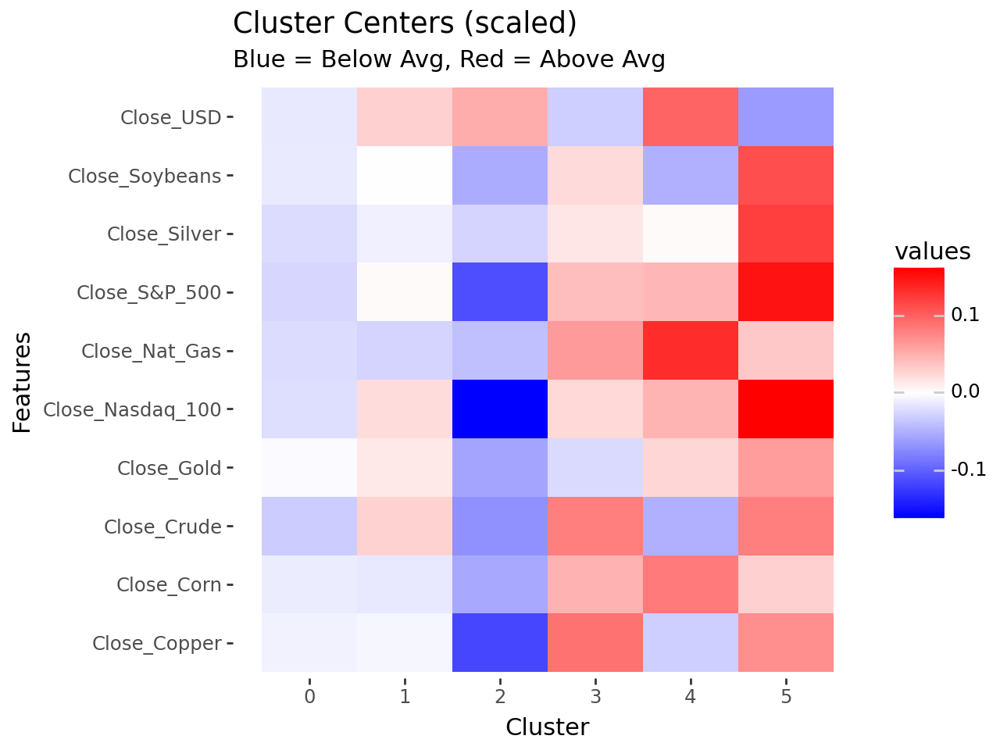 Cluster Centers (scaled)
Blue = Below Avg, Red = Above Avg
Close_USD
Close_Soybeans
Close_Silver
Close_S&P_500
Close_Nat_Gas
Close_Nasdaq_100
Close_Gold
Close_Crude
Close_Corn
Close_Copper
Features
0 1 2 3 4 5
Cluster
values
0.1
0.0
-0.1